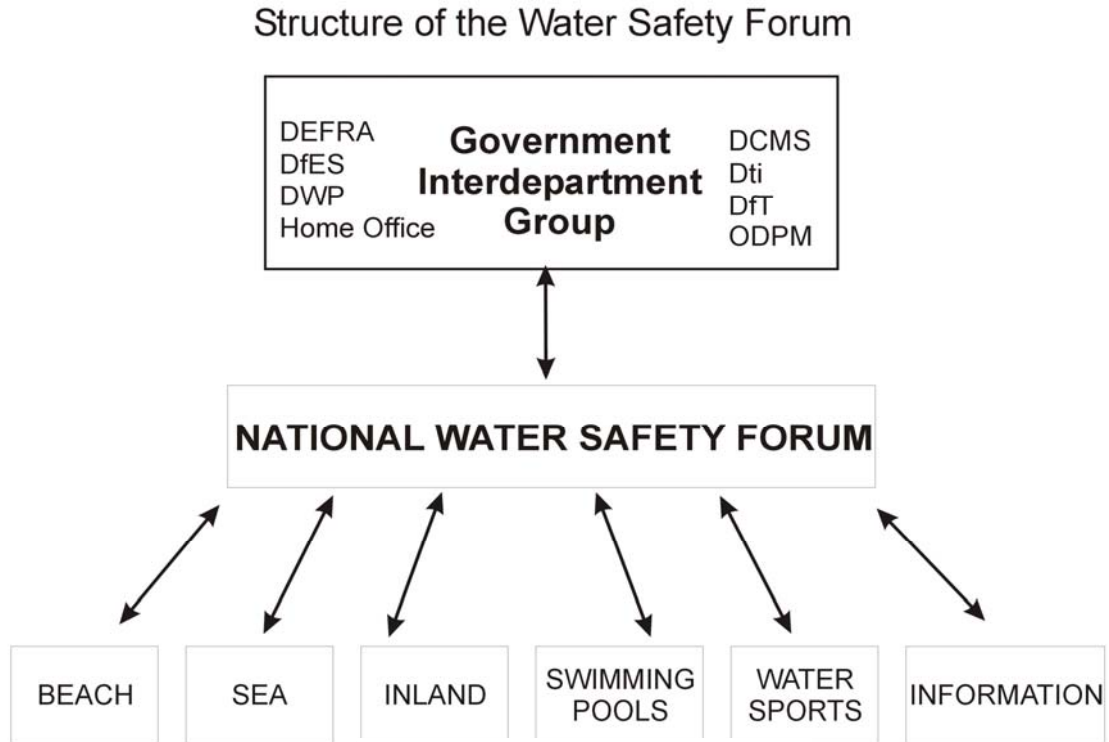 Structure of the Water Safety Forum
DEFRA
DfES
DWP
Home Office
Government
Interdepartment
Group
DCMS
Dti
DfT
ODPM
NATIONAL WATER SAFETY FORUM
BEACH
SEA
INLAND
SWIMMING
POOLS
WATER
SPORTS
INFORMATION